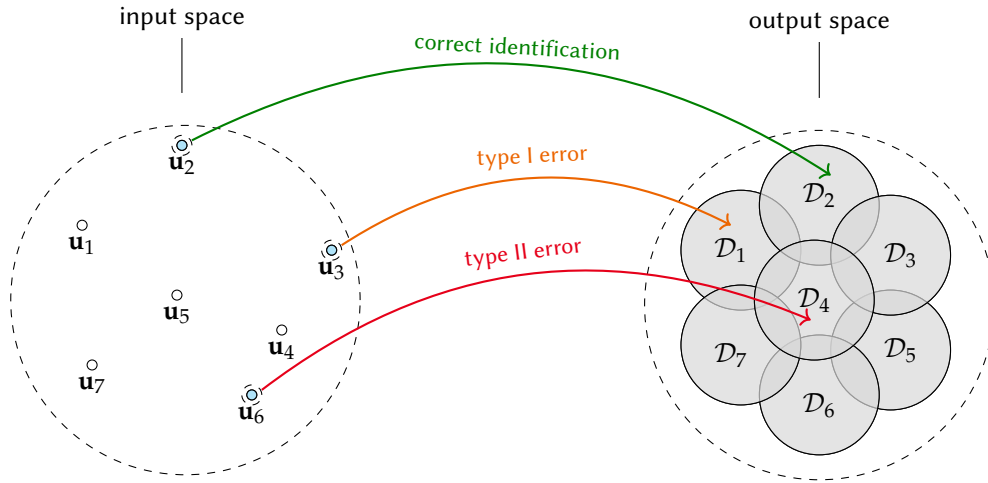 input space
output space
correct identification
type I error
type II error
𝐮₂
𝐮₁
𝐮₃
𝐮₅
𝐮₄
𝐮₇
𝐮₆
𝒟₂
𝒟₁
𝒟₃
𝒟₄
𝒟₇
𝒟₅
𝒟₆